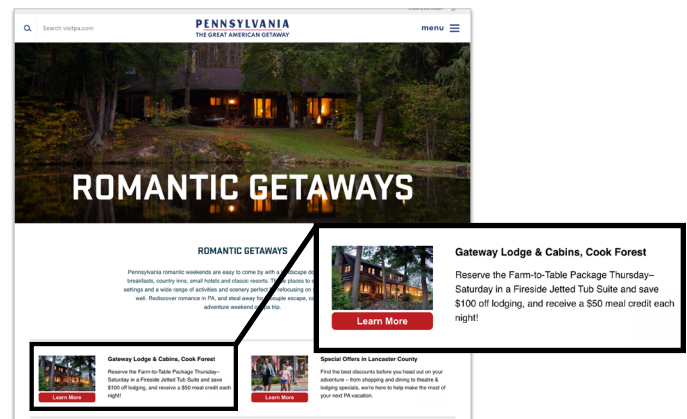 Search visitpa.com
PENNSYLVANIA
THE GREAT AMERICAN GETAWAY
menu
ROMANTIC GETAWAYS
ROMANTIC GETAWAYS
Pennsylvania romantic weekends are easy to come by with a
breakfasts, country inns, small hotels and classic resorts.
settings and a wide range of activities and scenery perfect
well. Rediscover romance in PA, and steal away for a couple escape,
adventure weekend or spa trip.
Gateway Lodge & Cabins, Cook Forest
Reserve the Farm-to-Table Package Thursday–
Saturday in a Fireside Jetted Tub Suite and save
$100 off lodging, and receive a $50 meal credit each
night!
Learn More
Gateway Lodge & Cabins, Cook Forest
Reserve the Farm-to-Table Package Thursday–
Saturday in a Fireside Jetted Tub Suite and save
$100 off lodging, and receive a $50 meal credit each
night!
Learn More
Special Offers in Lancaster County
Find the best discounts before you head out on your
adventure – from shopping and dining to theatre &
lodging specials, we're here to help make the most of
your next PA vacation.
Learn More